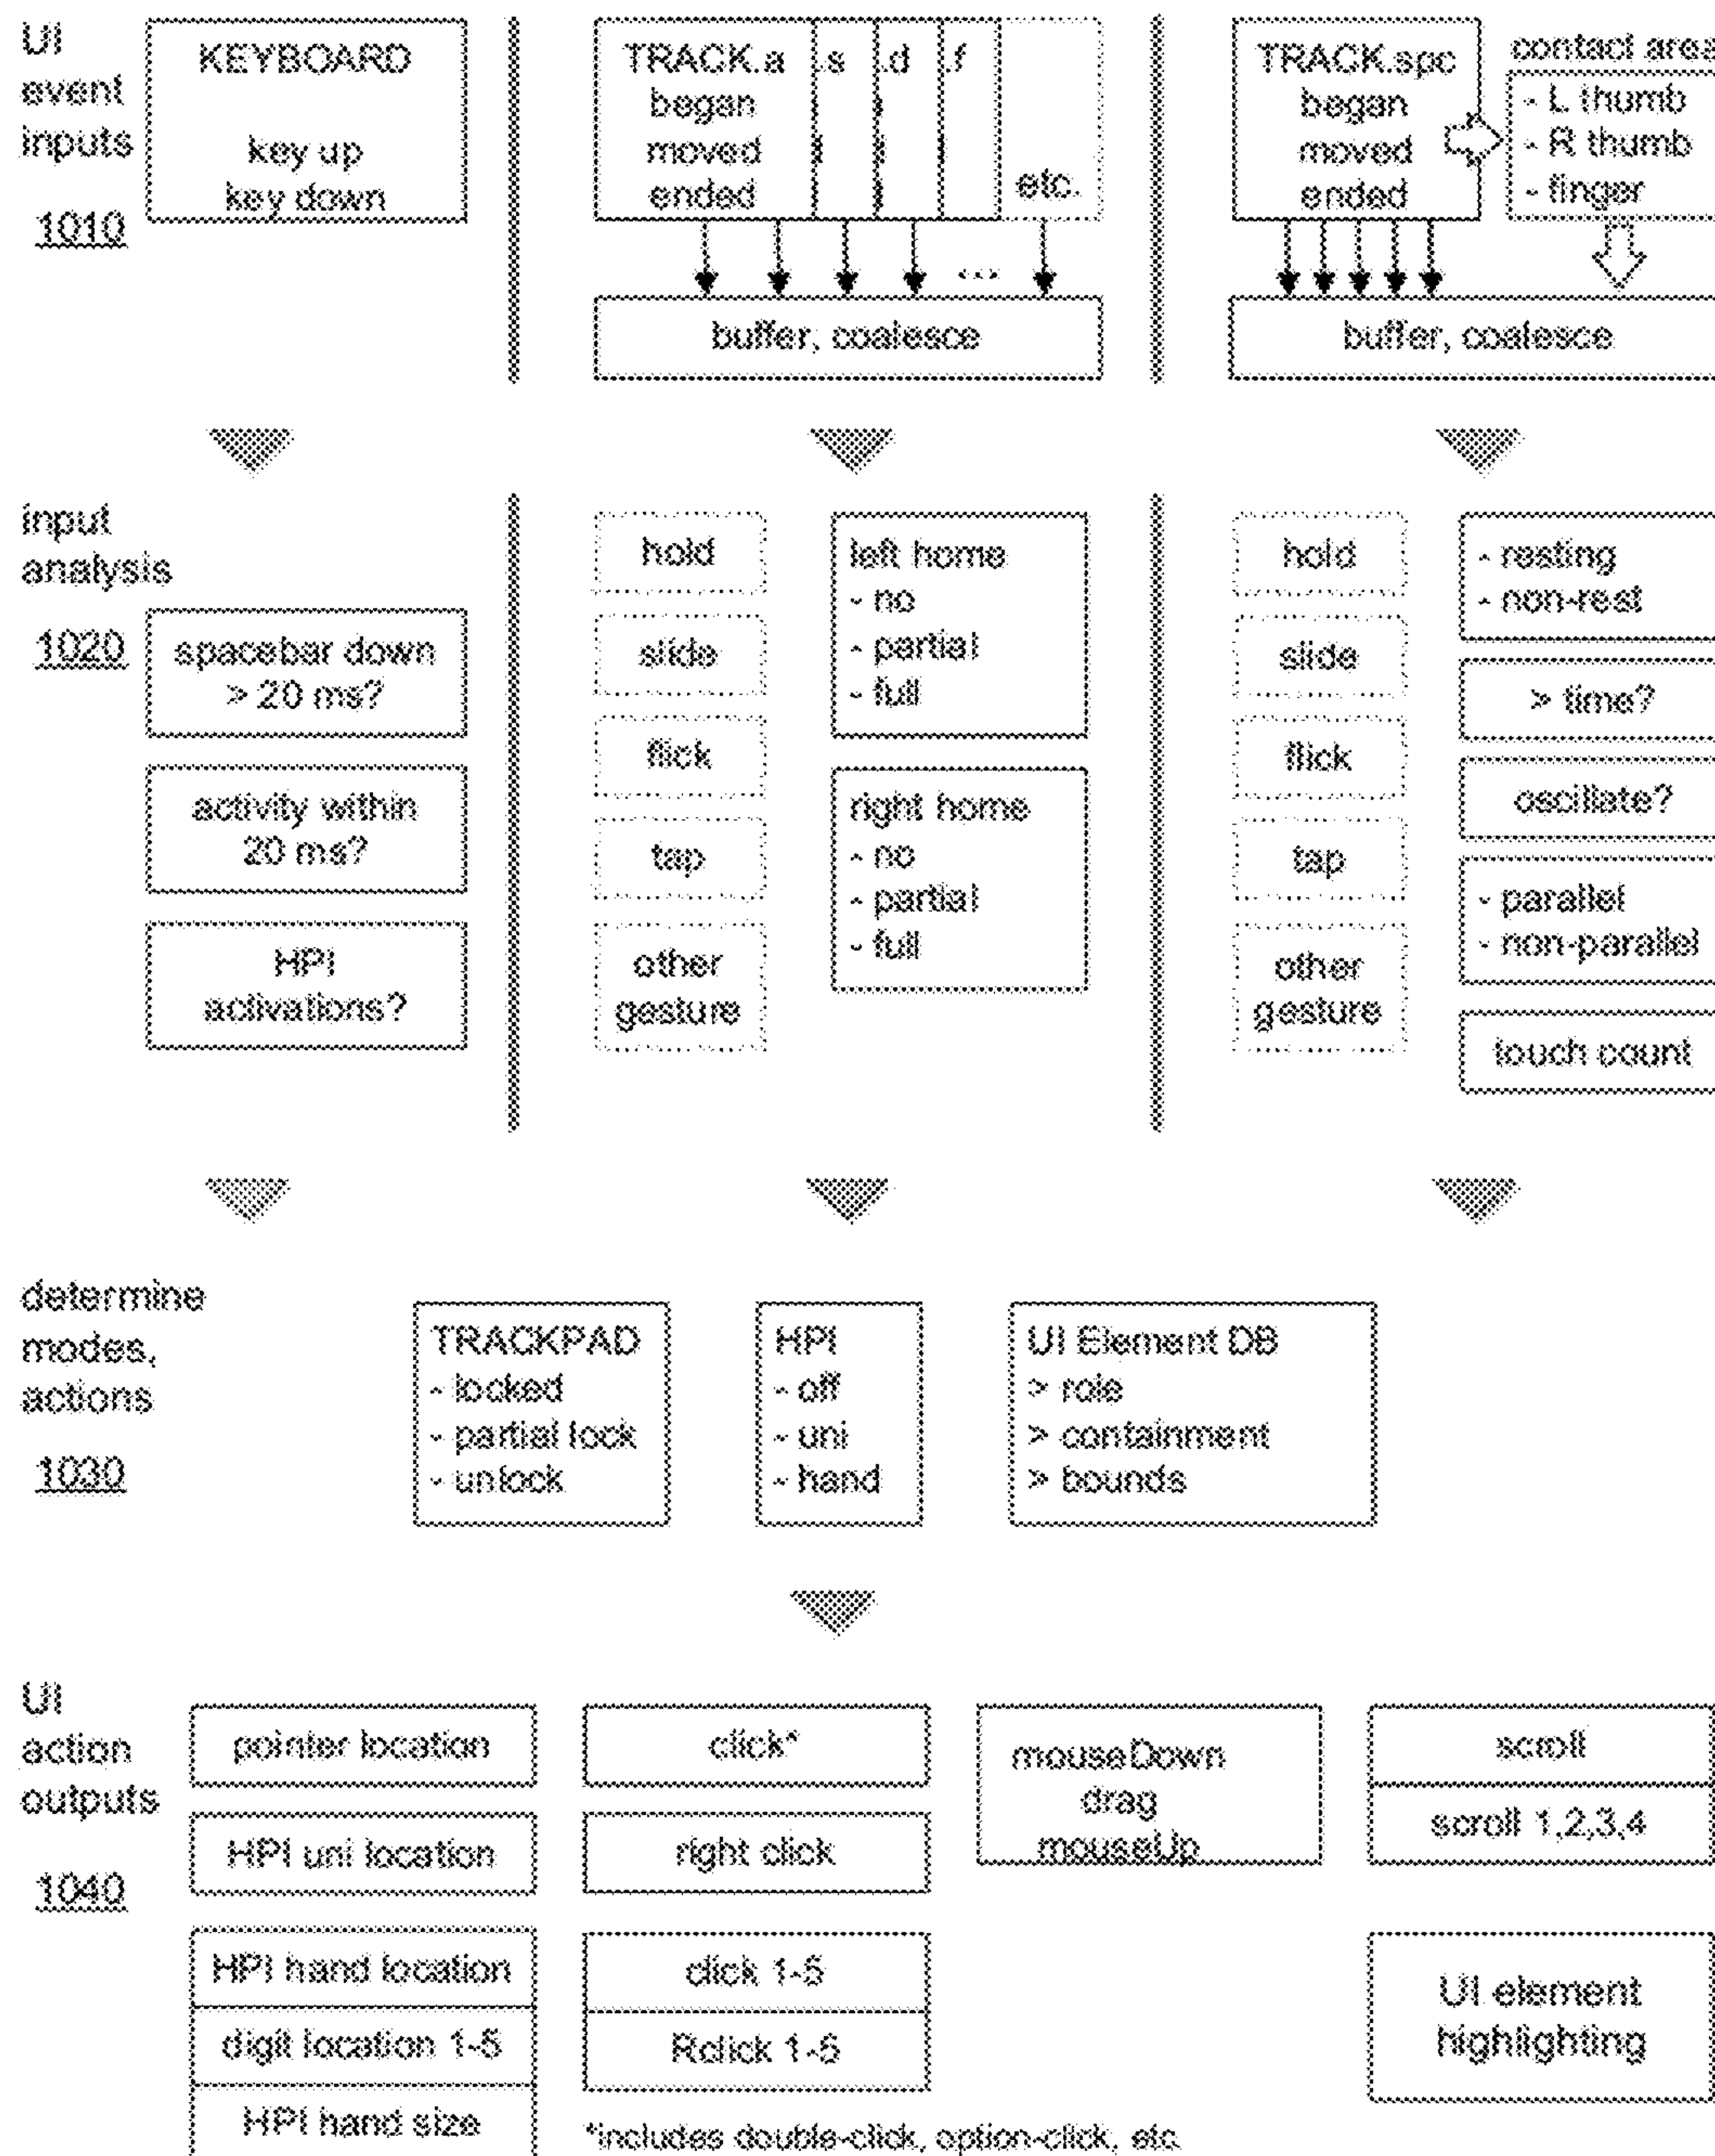 UI
event
inputs
1010
KEYBOARD
key up
key down
TRACK.a
began
moved
ended
.s
.d
.f
etc.
...
buffer, coalesce
TRACK.spc
began
moved
ended
contact area
- L thumb
- R thumb
- finger
buffer, coalesce
input
analysis
1020
spacebar down
> 20 ms?
activity within
20 ms?
HPI
activations?
hold
slide
flick
tap
other
gesture
left home
- no
- partial
- full
right home
- no
- partial
- full
hold
slide
flick
tap
other
gesture
- resting
- non-rest
> time?
oscillate?
- parallel
- non-parallel
touch count
determine
modes,
actions
1030
TRACKPAD
- locked
- partial lock
- unlock
HPI
- off
- uni
- hand
UI Element DB
> role
> containment
> bounds
UI
action
outputs
1040
pointer location
HPI uni location
HPI hand location
digit location 1-5
HPI hand size
click*
right click
click 1-5
Rclick 1-5
*includes double-click, option-click, etc.
mouseDown
drag
mouseUp
scroll
scroll 1,2,3,4
UI element
highlighting